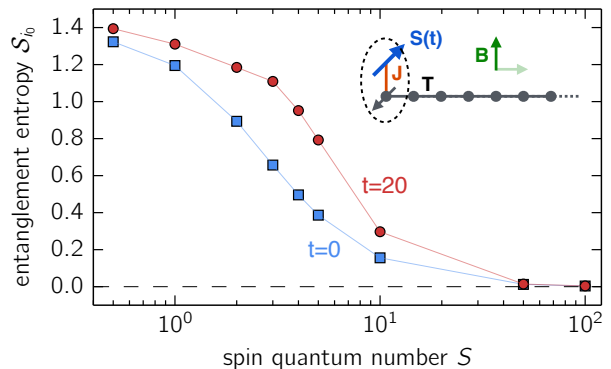 entanglement entropy 𝒮i₀
1.4
1.2
1.0
0.8
0.6
0.4
0.2
0.0
S(t)
J
T
B
t=20
t=0
10⁰
10¹
10²
spin quantum number S